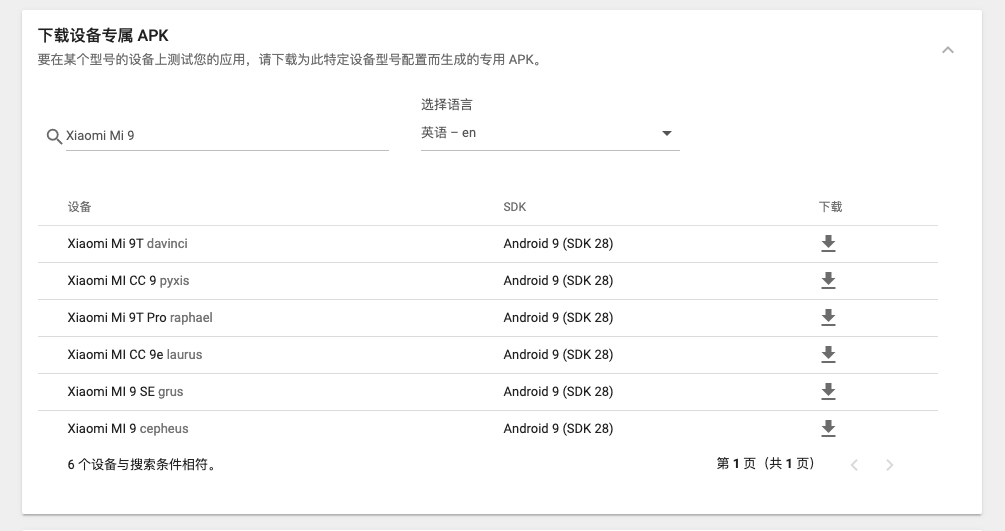 下载设备专属 APK
要在某个型号的设备上测试您的应用，请下载为此特定设备型号配置而生成的专用 APK。
选择语言
Xiaomi Mi 9
英语 – en
设备 SDK 下载
Xiaomi Mi 9T davinci Android 9 (SDK 28)
Xiaomi MI CC 9 pyxis Android 9 (SDK 28)
Xiaomi Mi 9T Pro raphael Android 9 (SDK 28)
Xiaomi MI CC 9e laurus Android 9 (SDK 28)
Xiaomi MI 9 SE grus Android 9 (SDK 28)
Xiaomi MI 9 cepheus Android 9 (SDK 28)
6 个设备与搜索条件相符。 第 1 页（共 1 页）